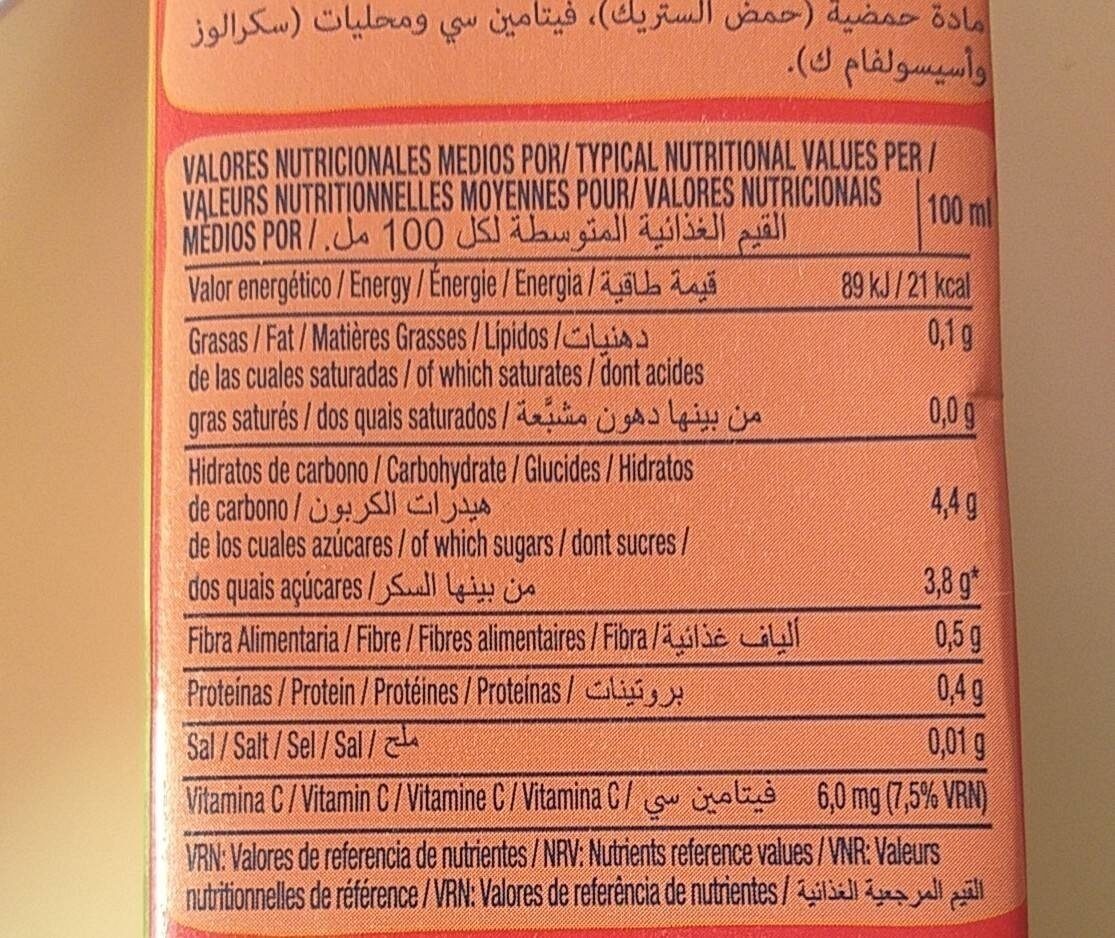 مادة حمضية (حمض الستريك)، فيتامين سي ومحليات (سكرالوز
وأسيسولفام ك).
VALORES NUTRICIONALES MEDIOS POR/ TYPICAL NUTRITIONAL VALUES PER /
VALEURS NUTRITIONNELLES MOYENNES POUR/ VALORES NUTRICIONAIS
MÉDIOS POR / القيم الغذائية المتوسطة لكل 100 مل. 100 ml
Valor energético / Energy / Énergie / Energia / قيمة طاقية 89 kJ / 21 kcal
Grasas / Fat / Matières Grasses / Lípidos / دهنيات 0,1 g
de las cuales saturadas / of which saturates / dont acides
gras saturés / dos quais saturados / من بينها دهون مشبَّعة 0,0 g
Hidratos de carbono / Carbohydrate / Glucides / Hidratos
de carbono / هيدرات الكربون 4,4 g
de los cuales azúcares / of which sugars / dont sucres /
dos quais açúcares / من بينها السكر 3,8 g*
Fibra Alimentaria / Fibre / Fibres alimentaires / Fibra / ألياف غذائية 0,5 g
Proteínas / Protein / Protéines / Proteínas / بروتينات 0,4 g
Sal / Salt / Sel / Sal / ملح 0,01 g
Vitamina C / Vitamin C / Vitamine C / Vitamina C / فيتامين سي 6,0 mg (7,5% VRN)
VRN: Valores de referencia de nutrientes / NRV: Nutrients reference values / VNR: Valeurs
nutritionnelles de référence / VRN: Valores de referência de nutrientes / القيم المرجعية الغذائية